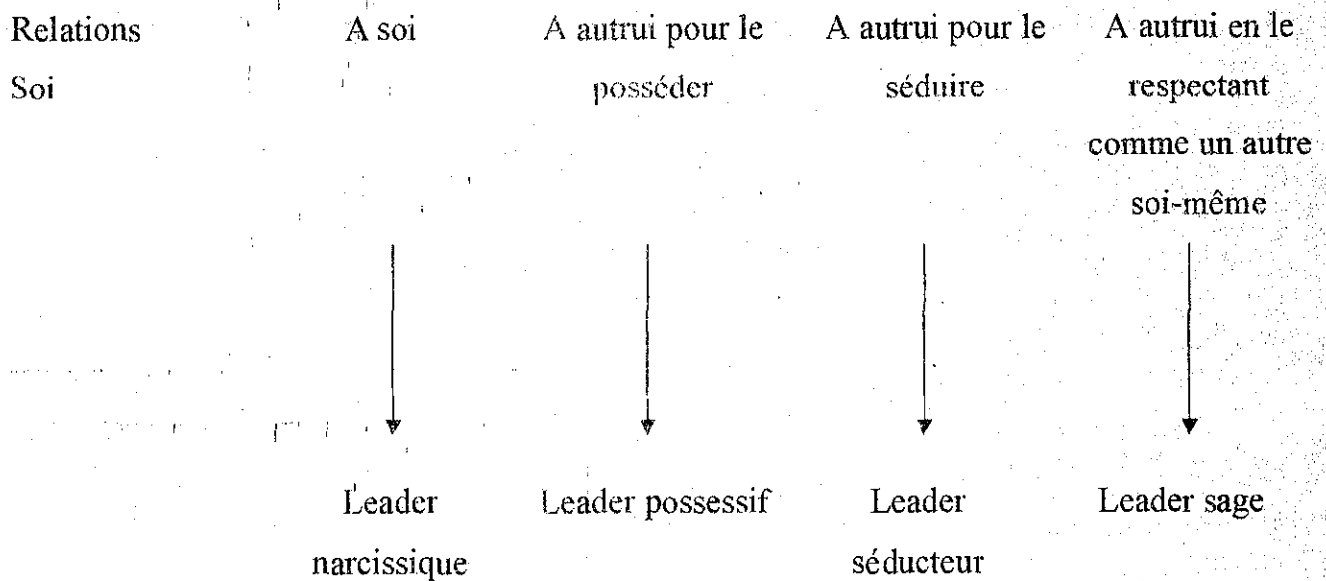 Relations A soi A autrui pour le A autrui pour le A autrui en le
Soi posséder séduire respectant
comme un autre
soi-même
Leader Leader possessif Leader Leader sage
narcissique séducteur